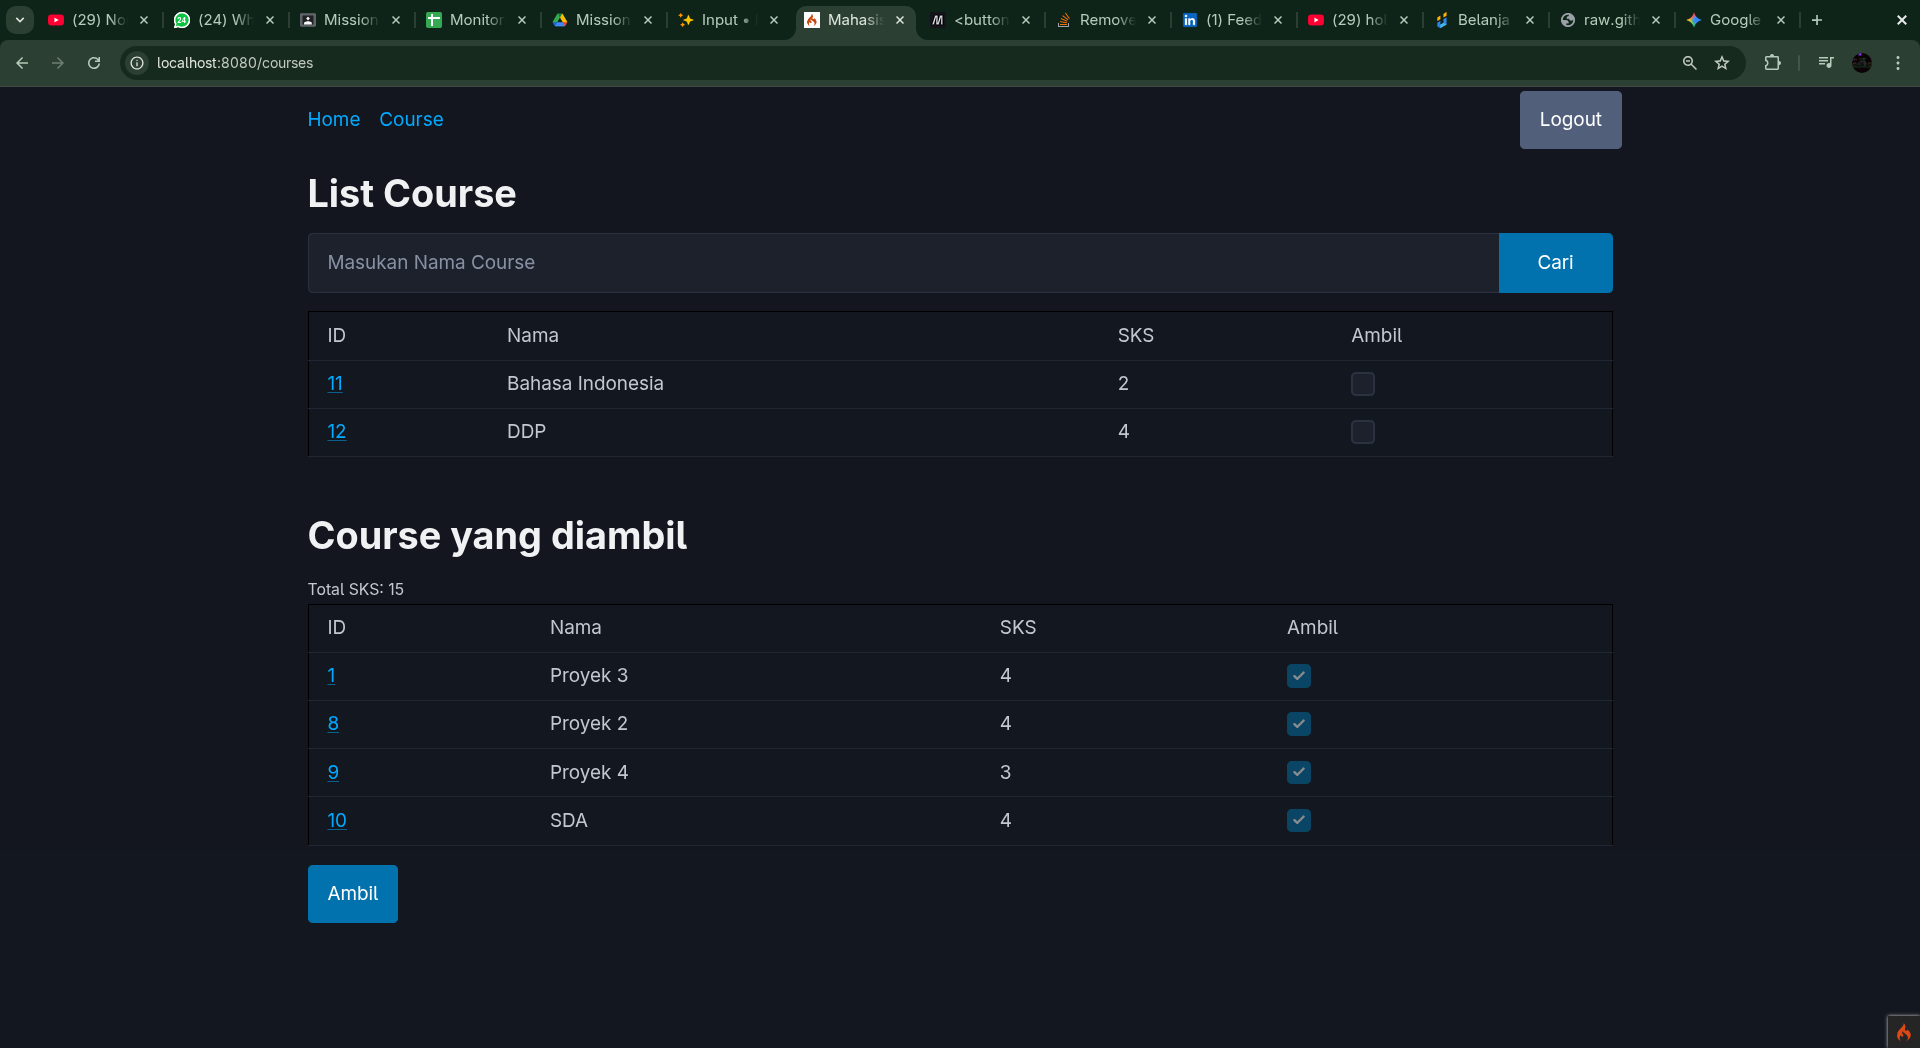 (29) No
(24) Wh
Mission
Monitor
Mission
Input •
Mahasis
<button
Remove
(1) Feed
(29) hol
Belanja
raw.gith
Google
localhost:8080/courses
Home Course Logout
List Course
Masukan Nama Course Cari
ID Nama SKS Ambil
11 Bahasa Indonesia 2
12 DDP 4
Course yang diambil
Total SKS: 15
ID Nama SKS Ambil
1 Proyek 3 4
8 Proyek 2 4
9 Proyek 4 3
10 SDA 4
Ambil